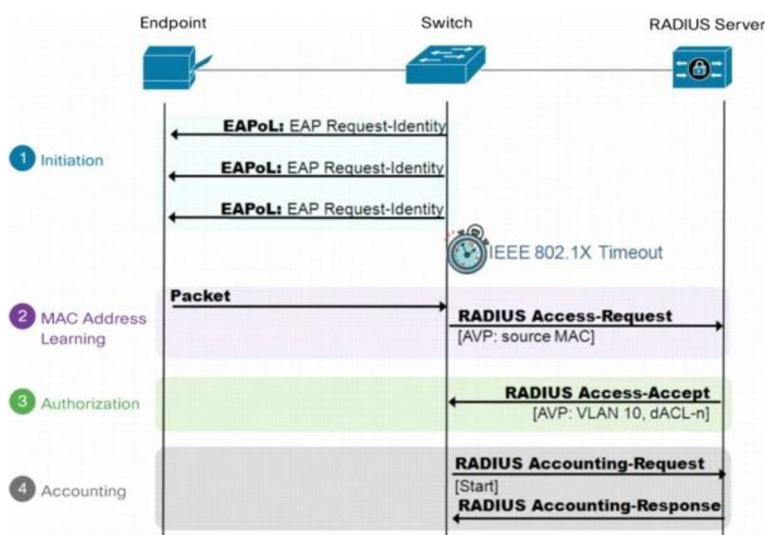 Endpoint
Switch
RADIUS Server
1 Initiation
EAPoL: EAP Request-Identity
EAPoL: EAP Request-Identity
EAPoL: EAP Request-Identity
IEEE 802.1X Timeout
2 MAC Address
Learning
Packet
RADIUS Access-Request
[AVP: source MAC]
3 Authorization
RADIUS Access-Accept
[AVP: VLAN 10, dACL-n]
4 Accounting
RADIUS Accounting-Request
[Start]
RADIUS Accounting-Response